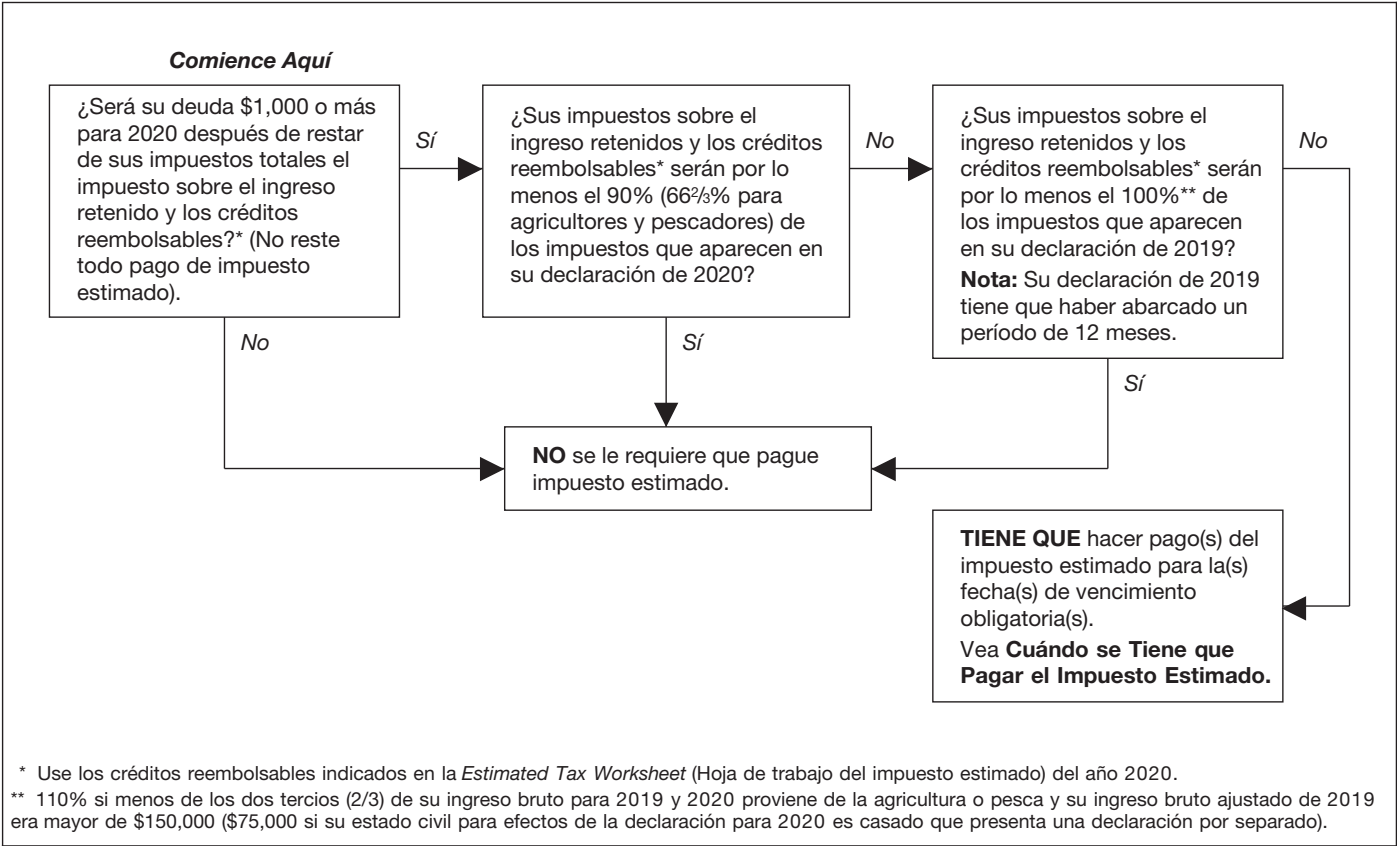 Comience Aquí
¿Será su deuda $1,000 o más
para 2020 después de restar
de sus impuestos totales el
impuesto sobre el ingreso
retenido y los créditos
reembolsables?* (No reste
todo pago de impuesto
estimado).
Sí
¿Sus impuestos sobre el
ingreso retenidos y los créditos
reembolsables* serán por lo
menos el 90% (66⅔% para
agricultores y pescadores) de
los impuestos que aparecen en
su declaración de 2020?
No
¿Sus impuestos sobre el
ingreso retenidos y los
créditos reembolsables* serán
por lo menos el 100%** de
los impuestos que aparecen
en su declaración de 2019?
Nota: Su declaración de 2019
tiene que haber abarcado un
período de 12 meses.
No
No
Sí
Sí
NO se le requiere que pague
impuesto estimado.
TIENE QUE hacer pago(s) del
impuesto estimado para la(s)
fecha(s) de vencimiento
obligatoria(s).
Vea Cuándo se Tiene que
Pagar el Impuesto Estimado.
* Use los créditos reembolsables indicados en la Estimated Tax Worksheet (Hoja de trabajo del impuesto estimado) del año 2020.
** 110% si menos de los dos tercios (2/3) de su ingreso bruto para 2019 y 2020 proviene de la agricultura o pesca y su ingreso bruto ajustado de 2019
era mayor de $150,000 ($75,000 si su estado civil para efectos de la declaración para 2020 es casado que presenta una declaración por separado).